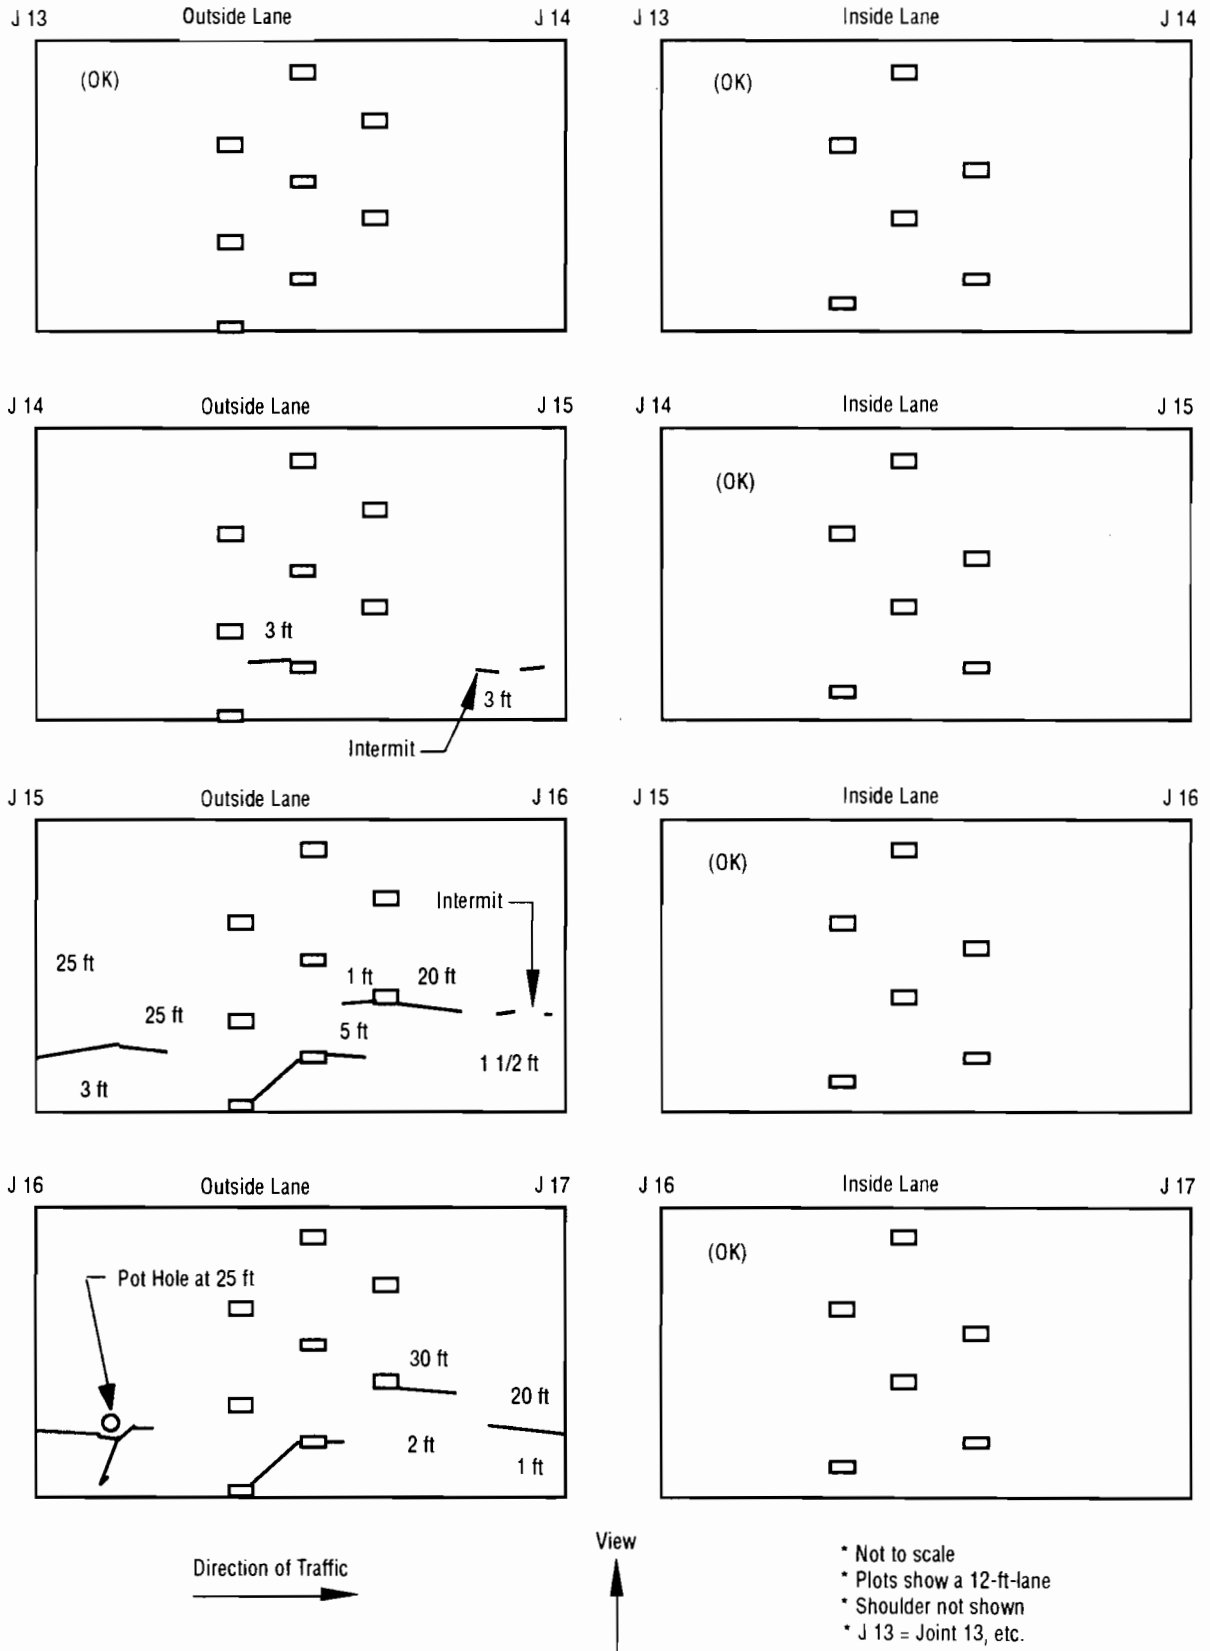 J 13 Outside Lane J 14
(OK)
J 13 Inside Lane J 14
(OK)
J 14 Outside Lane J 15
3 ft
3 ft
Intermit
J 14 Inside Lane J 15
(OK)
J 15 Outside Lane J 16
Intermit
25 ft
1 ft 20 ft
25 ft
5 ft
1 1/2 ft
3 ft
J 15 Inside Lane J 16
(OK)
J 16 Outside Lane J 17
Pot Hole at 25 ft
30 ft
20 ft
2 ft
1 ft
J 16 Inside Lane J 17
(OK)
Direction of Traffic
View
* Not to scale
* Plots show a 12-ft-lane
* Shoulder not shown
* J 13 = Joint 13, etc.